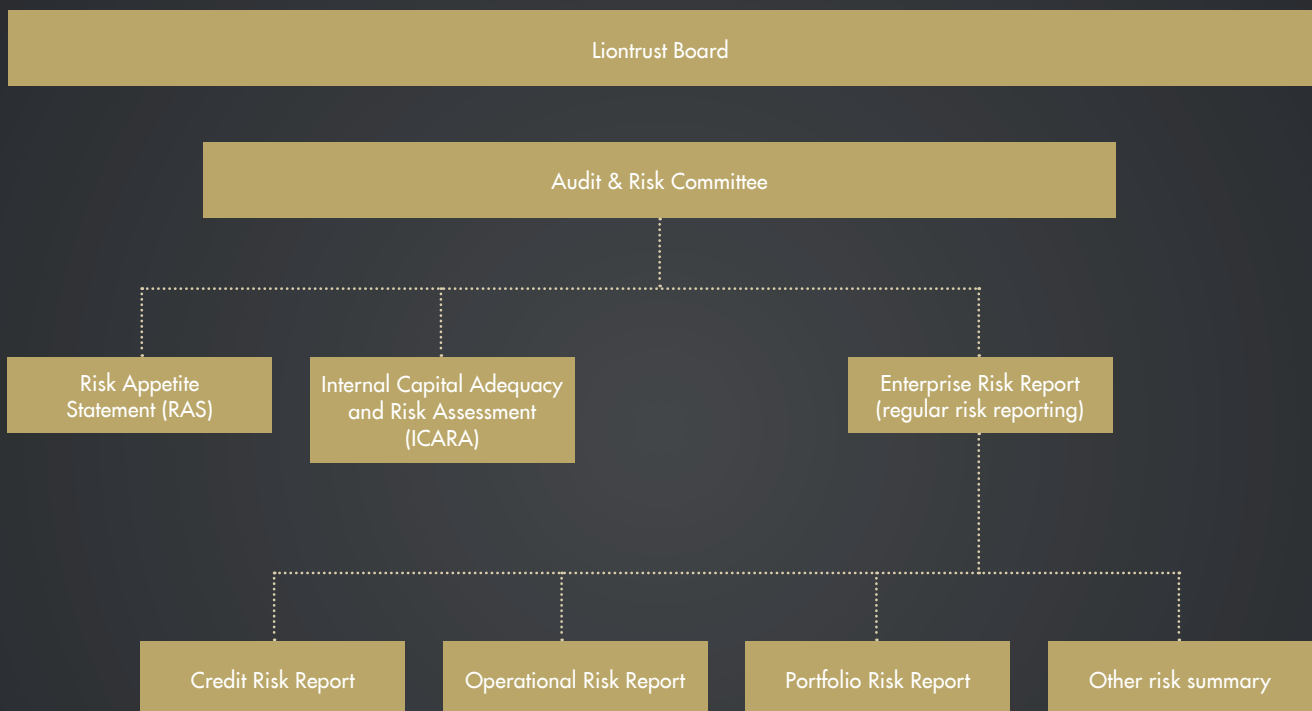 Liontrust Board
Audit & Risk Committee
Risk Appetite
Statement (RAS)
Internal Capital Adequacy
and Risk Assessment
(ICARA)
Enterprise Risk Report
(regular risk reporting)
Credit Risk Report
Operational Risk Report
Portfolio Risk Report
Other risk summary